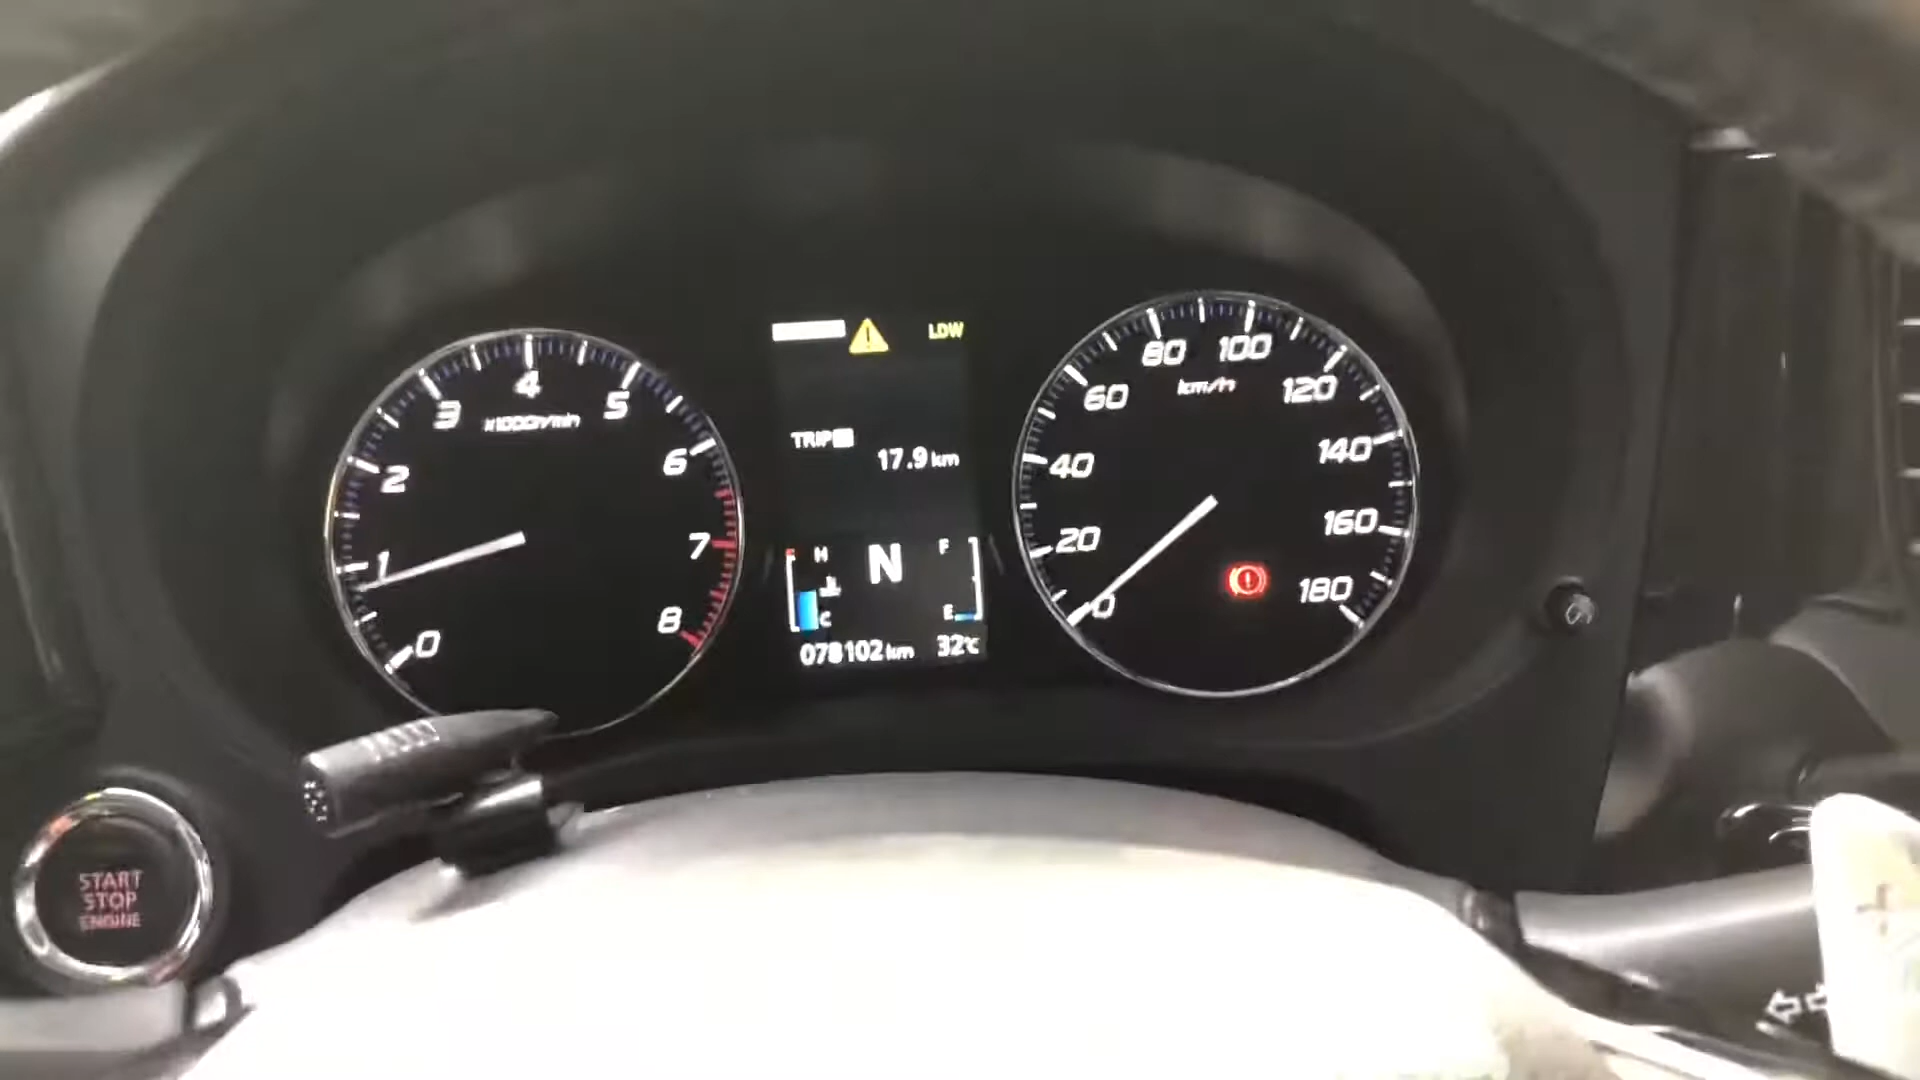 LDW
TRIP
17.9 km
H
C
N
F
E
078102 km
32℃
0
1
2
3
4
5
6
7
8
x1000r/min
0
20
40
60
80
100
120
140
160
180
km/h
START
STOP
ENGINE